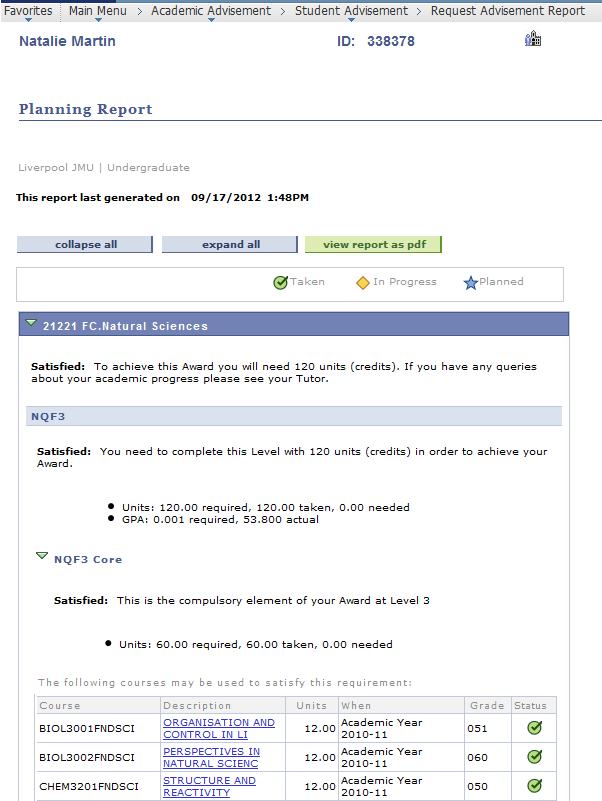 Favorites Main Menu > Academic Advisement > Student Advisement > Request Advisement Report
Natalie Martin ID: 338378
Planning Report
Liverpool JMU | Undergraduate
This report last generated on 09/17/2012 1:48PM
collapse all expand all view report as pdf
Taken In Progress Planned
21221 FC.Natural Sciences
Satisfied: To achieve this Award you will need 120 units (credits). If you have any queries
about your academic progress please see your Tutor.
NQF3
Satisfied: You need to complete this Level with 120 units (credits) in order to achieve your
Award.
Units: 120.00 required, 120.00 taken, 0.00 needed
GPA: 0.001 required, 53.800 actual
NQF3 Core
Satisfied: This is the compulsory element of your Award at Level 3
Units: 60.00 required, 60.00 taken, 0.00 needed
The following courses may be used to satisfy this requirement:
Course Description Units When Grade Status
BIOL3001FNDSCI ORGANISATION AND CONTROL IN LI 12.00 Academic Year 2010-11 051
BIOL3002FNDSCI PERSPECTIVES IN NATURAL SCIENC 12.00 Academic Year 2010-11 060
CHEM3201FNDSCI STRUCTURE AND REACTIVITY 12.00 Academic Year 2010-11 050